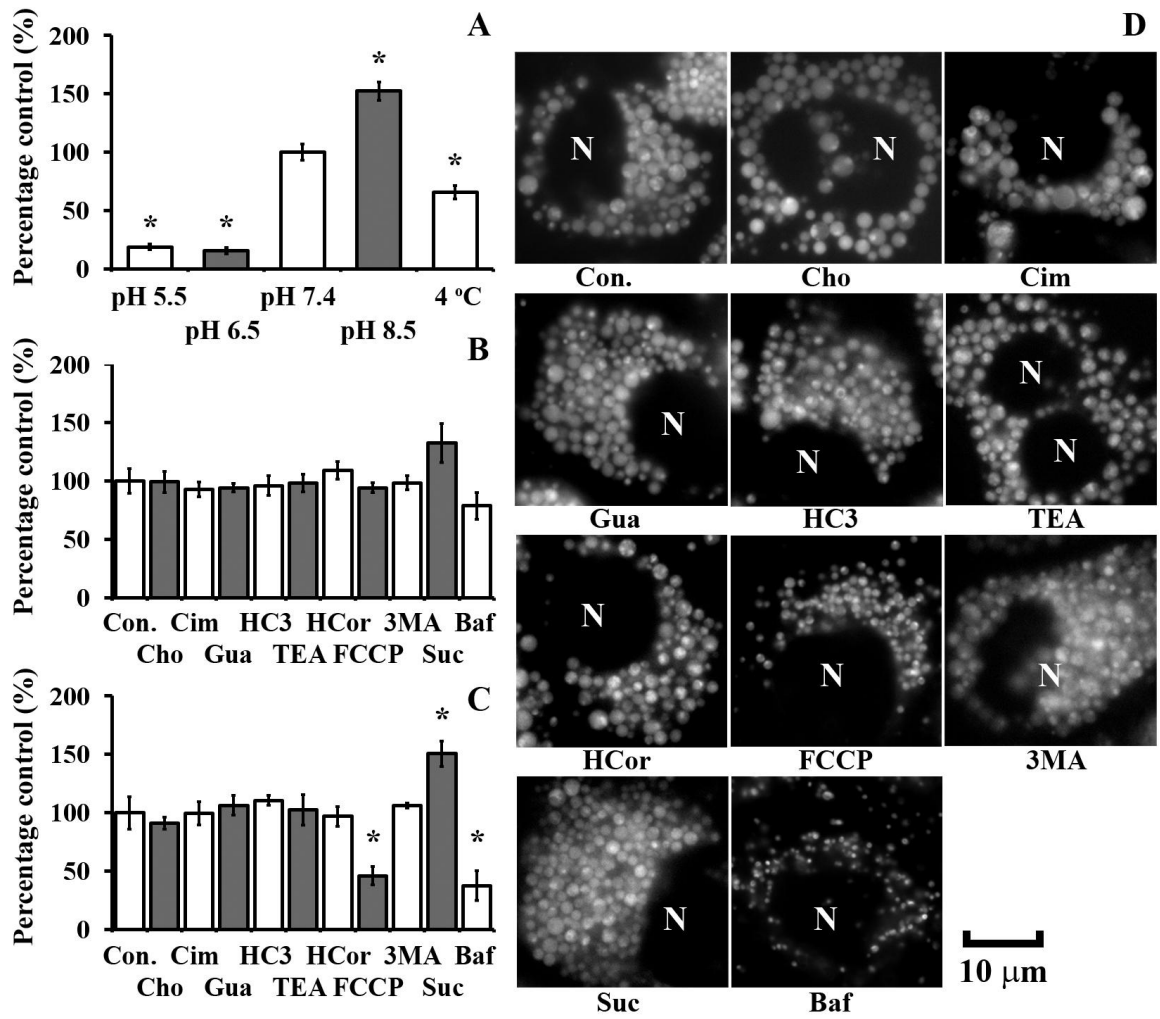 A
Percentage control (%)
200
150
100
50
0
*
*
*
*
pH 5.5
pH 6.5
pH 7.4
pH 8.5
4 °C
B
Percentage control (%)
200
150
100
50
0
Con. Cim HC3 HCor 3MA Baf
Cho Gua TEA FCCP Suc
C
Percentage control (%)
200
150
100
50
0
*
*
*
Con. Cim HC3 HCor 3MA Baf
Cho Gua TEA FCCP Suc
D
N
N
N
Con.
Cho
Cim
N
N
N
N
Gua
HC3
TEA
N
N
N
HCor
FCCP
3MA
N
N
Suc
Baf
10 μm